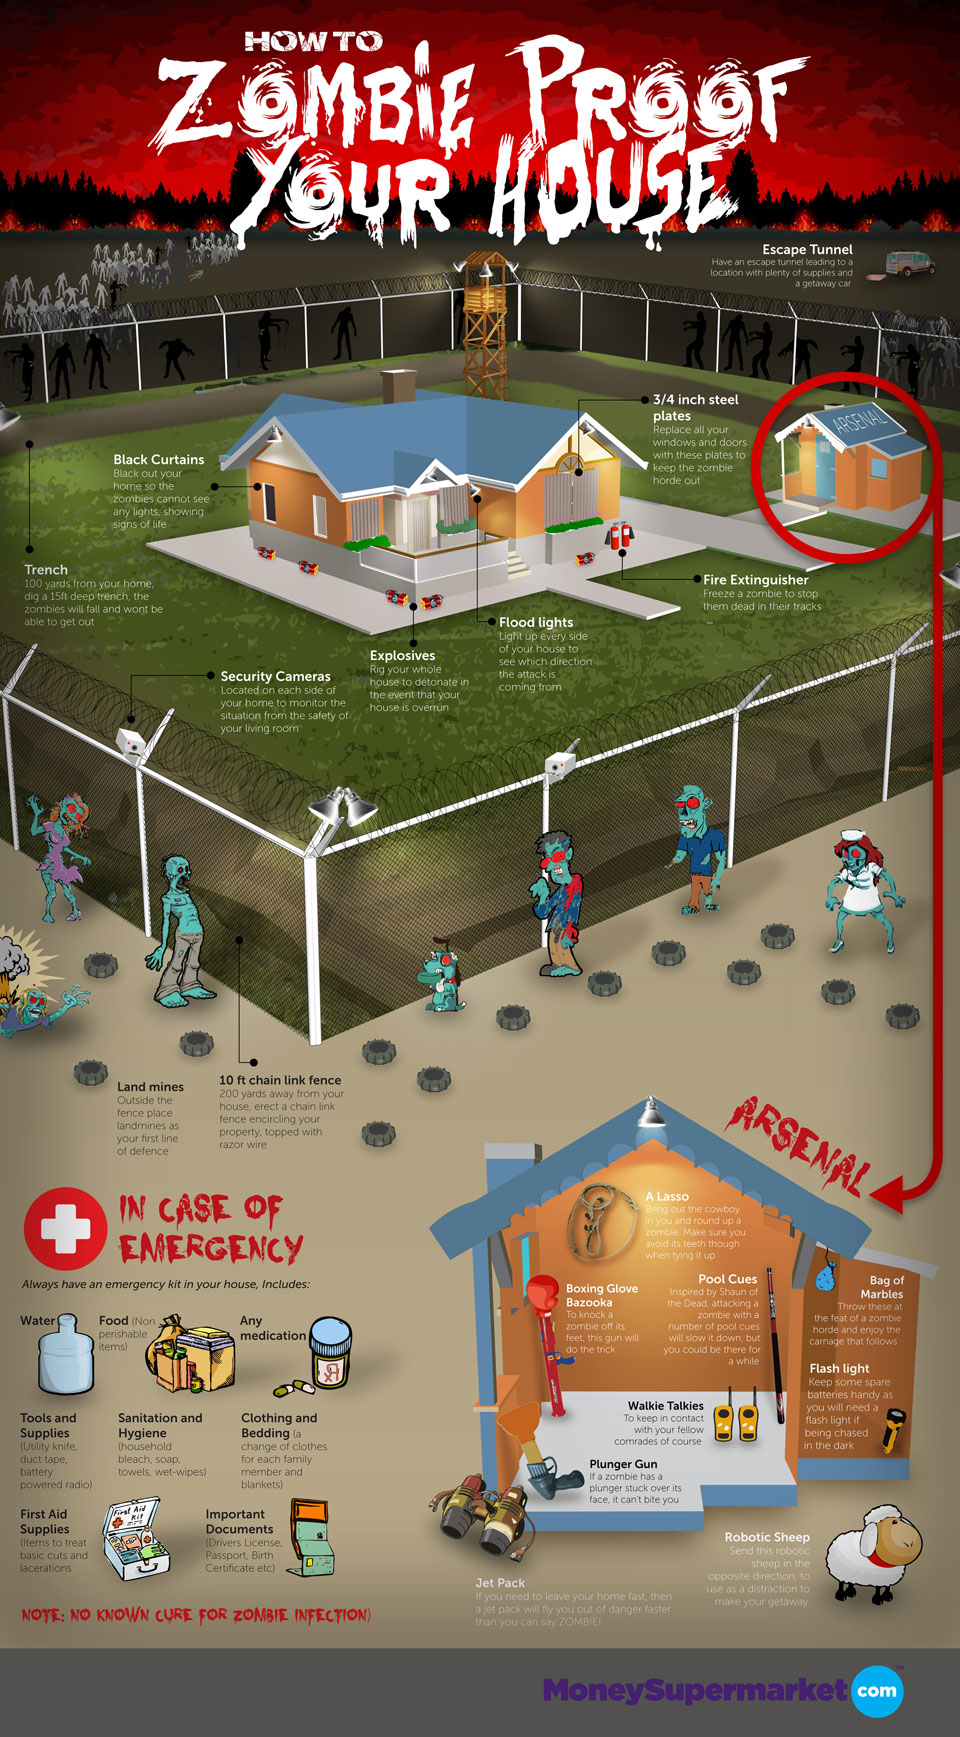 HOW TO
ZOMBIE PROOF
YOUR HOUSE
Escape Tunnel
Have an escape tunnel leading to a
location with plenty of supplies and
a getaway car
3/4 inch steel
plates
Replace all your
windows and doors
with these plates to
keep the zombie
horde out
ARSENAL
Black Curtains
Black out your
home so the
zombies cannot see
any lights, showing
signs of life
Trench
100 yards from your home,
dig a 15ft deep trench, the
zombies will fall and wont be
able to get out
Fire Extinguisher
Freeze a zombie to stop
them dead in their tracks
Flood lights
Light up every side
of your house to
see which direction
the attack is
coming from
Explosives
Rig your whole
house to detonate in
the event that your
house is overrun
Security Cameras
Located on each side of
your home to monitor the
situation from the safety of
your living room
Land mines
Outside the
fence place
landmines as
your first line
of defence
10 ft chain link fence
200 yards away from your
house, erect a chain link
fence encircling your
property, topped with
razor wire
ARSENAL
A Lasso
Bring out the cowboy
in you and round up a
zombie. Make sure you
avoid its teeth though
when tying it up
Boxing Glove
Bazooka
To knock a
zombie off its
feet, this gun will
do the trick
Pool Cues
Inspired by Shaun of
the Dead, attacking a
zombie with a
number of pool cues
will slow it down, but
you could be there for
a while
Bag of
Marbles
Throw these at
the feat of a zombie
horde and enjoy the
carnage that follows
Flash light
Keep some spare
batteries handy as
you will need a
flash light if
being chased
in the dark
Walkie Talkies
To keep in contact
with your fellow
comrades of course
Plunger Gun
If a zombie has a
plunger stuck over its
face, it can't bite you
Robotic Sheep
Send this robotic
sheep in the
opposite direction, to
use as a distraction to
make your getaway
Jet Pack
If you need to leave your home fast, then
a jet pack will fly you out of danger faster
than you can say ZOMBIE!
IN CASE OF
EMERGENCY
Always have an emergency kit in your house, Includes:
Water
Food (Non
perishable
items)
Any
medication
Tools and
Supplies
(Utility knife,
duct tape,
battery
powered radio)
Sanitation and
Hygiene
(household
bleach, soap,
towels, wet-wipes)
Clothing and
Bedding (a
change of clothes
for each family
member and
blankets)
First Aid
Supplies
(Items to treat
basic cuts and
lacerations
First Aid
Kit
Important
Documents
(Drivers License,
Passport, Birth
Certificate etc)
NOTE: NO KNOWN CURE FOR ZOMBIE INFECTION)
MoneySupermarket com
TM